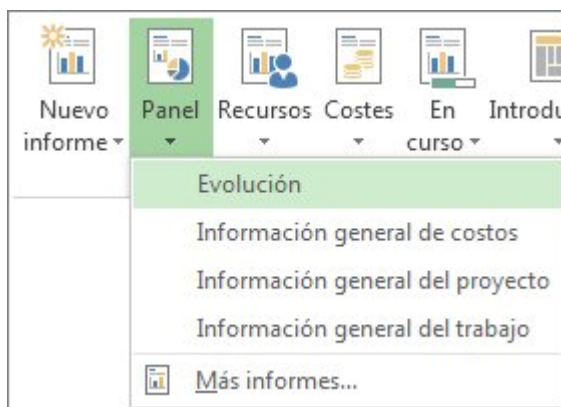 Nuevo informe
Panel
Recursos
Costes
En curso
Introdu
Evolución
Información general de costos
Información general del proyecto
Información general del trabajo
Más informes...